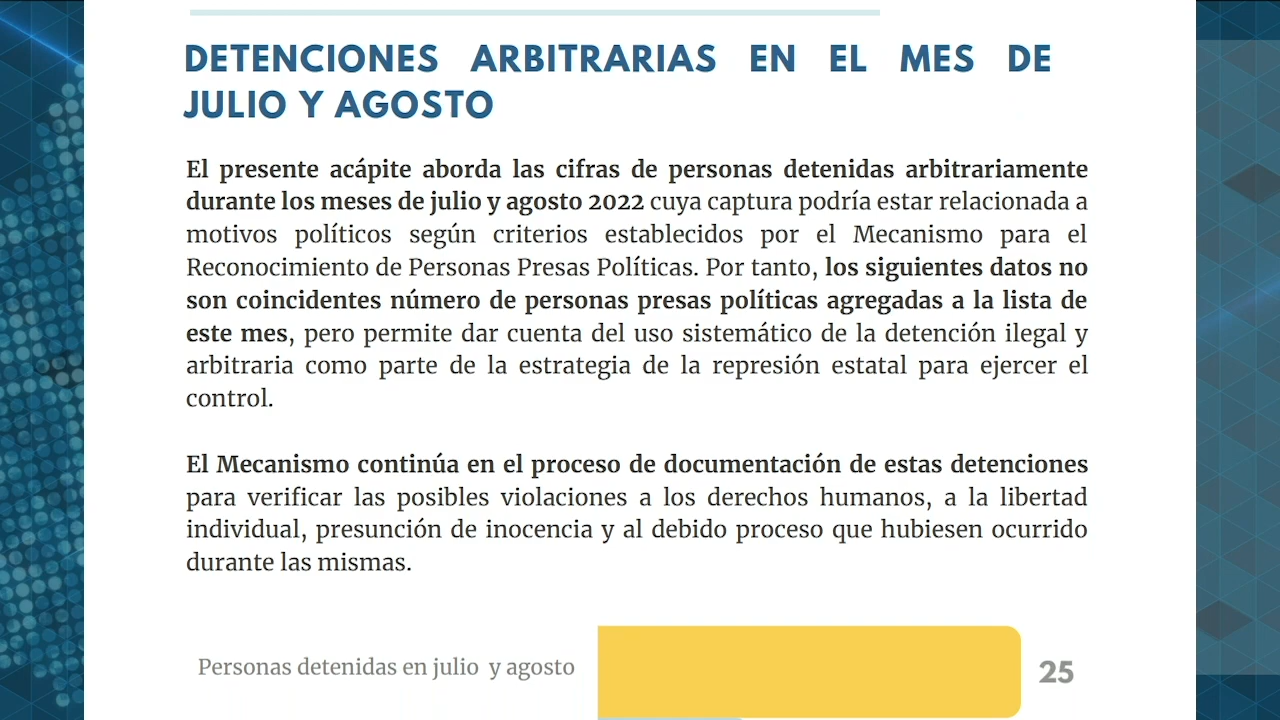 DETENCIONES ARBITRARIAS EN EL MES DE
JULIO Y AGOSTO
El presente acápite aborda las cifras de personas detenidas arbitrariamente
durante los meses de julio y agosto 2022 cuya captura podría estar relacionada a
motivos políticos según criterios establecidos por el Mecanismo para el
Reconocimiento de Personas Presas Políticas. Por tanto, los siguientes datos no
son coincidentes número de personas presas políticas agregadas a la lista de
este mes, pero permite dar cuenta del uso sistemático de la detención ilegal y
arbitraria como parte de la estrategia de la represión estatal para ejercer el
control.
El Mecanismo continúa en el proceso de documentación de estas detenciones
para verificar las posibles violaciones a los derechos humanos, a la libertad
individual, presunción de inocencia y al debido proceso que hubiesen ocurrido
durante las mismas.
Personas detenidas en julio y agosto 25